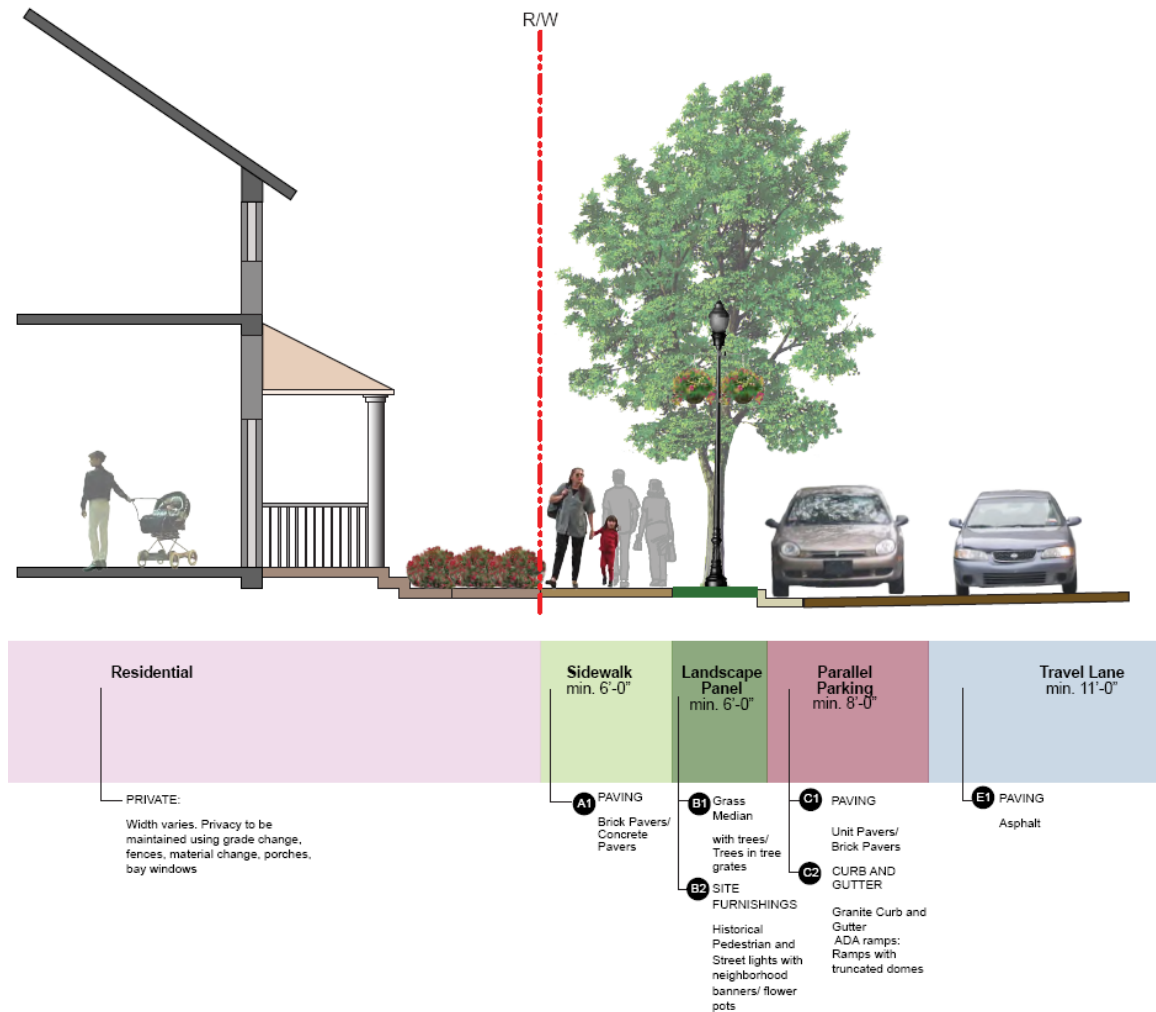 R/W
Residential
Sidewalk
min. 6'-0"
Landscape
Panel
min. 6'-0"
Parallel
Parking
min. 8'-0"
Travel Lane
min. 11'-0"
PRIVATE:
Width varies. Privacy to be
maintained using grade change,
fences, material change, porches,
bay windows
A1 PAVING
Brick Pavers/
Concrete
Pavers
B1 Grass
Median
with trees/
Trees in tree
grates
B2 SITE
FURNISHINGS
Historical
Pedestrian and
Street lights with
neighborhood
banners/ flower
pots
C1 PAVING
Unit Pavers/
Brick Pavers
C2 CURB AND
GUTTER
Granite Curb and
Gutter
ADA ramps:
Ramps with
truncated domes
E1 PAVING
Asphalt